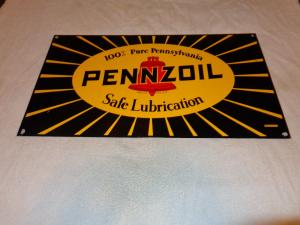 100% Pure Pennsylvania
PENNZOIL
Safe Lubrication